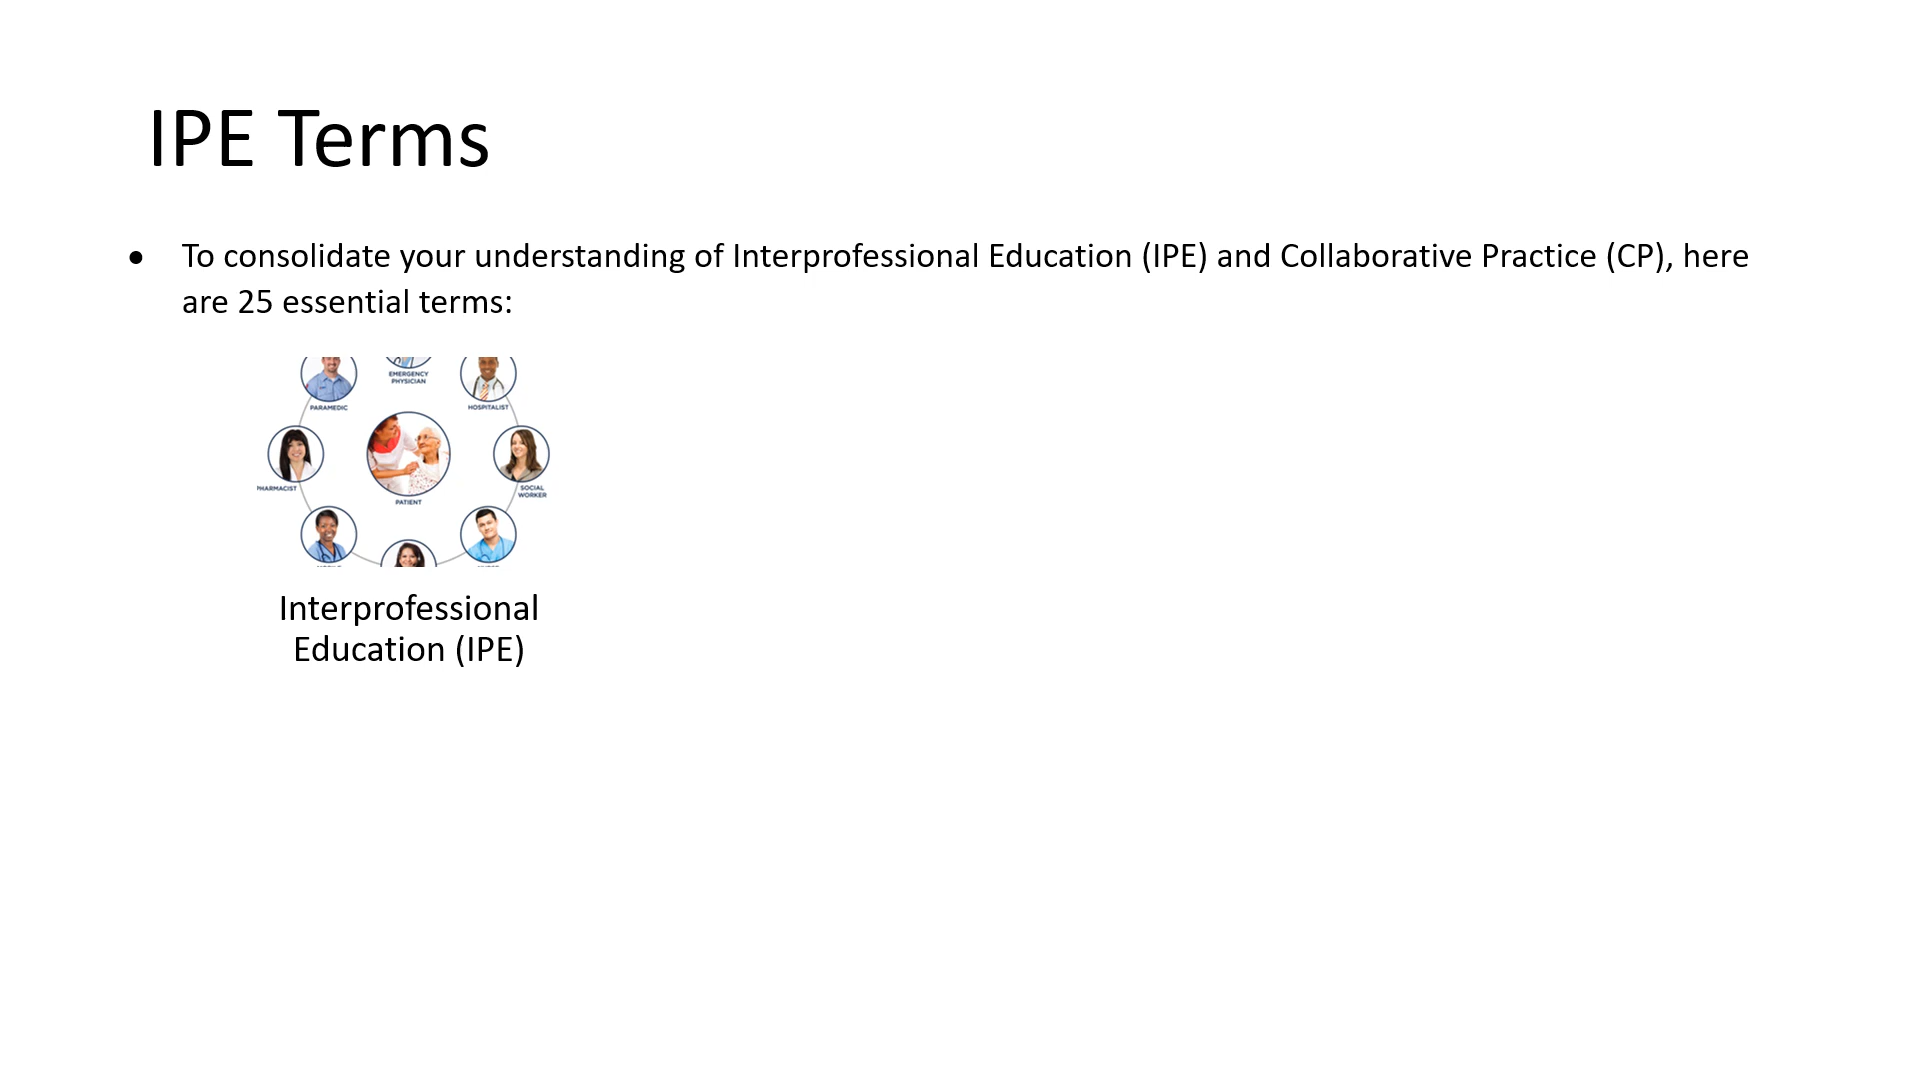 IPE Terms
To consolidate your understanding of Interprofessional Education (IPE) and Collaborative Practice (CP), here
are 25 essential terms:
EMERGENCY
PHYSICIAN
PARAMEDIC
HOSPITALIST
PHARMACIST
SOCIAL
WORKER
PATIENT
Interprofessional
Education (IPE)